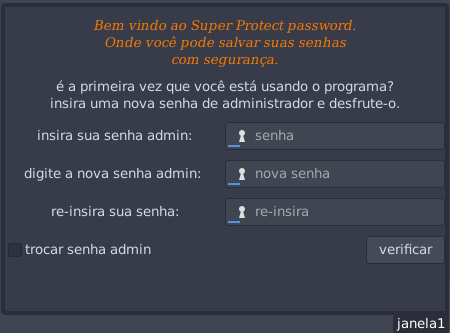 Bem vindo ao Super Protect password.
Onde você pode salvar suas senhas
com segurança.
é a primeira vez que você está usando o programa?
insira uma nova senha de administrador e desfrute-o.
insira sua senha admin: senha
digite a nova senha admin: nova senha
re-insira sua senha: re-insira
trocar senha admin verificar
janela1